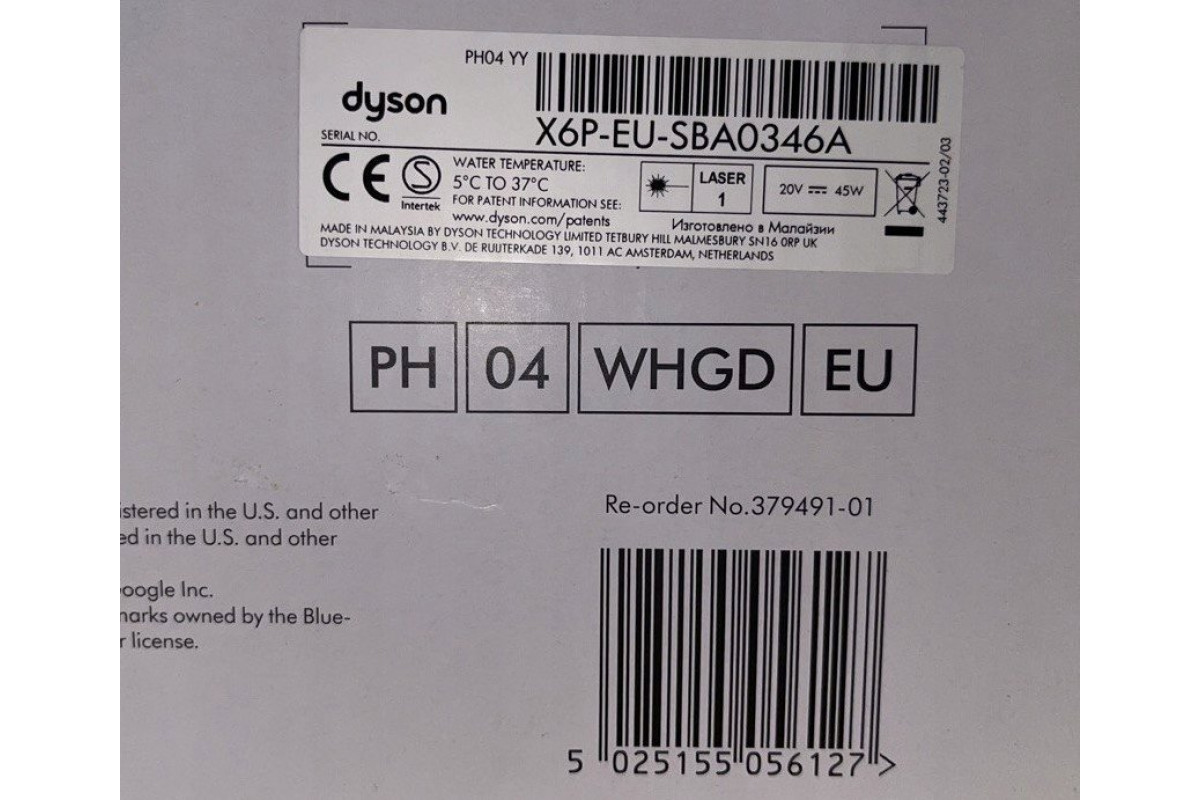 PH04 YY
dyson
SERIAL NO.
X6P-EU-SBA0346A
CE
S
Intertek
WATER TEMPERATURE:
5°C TO 37°C
FOR PATENT INFORMATION SEE:
www.dyson.com/patents
LASER
1
20V ⎓ 45W
443723-02/03
Изготовлено в Малайзии
MADE IN MALAYSIA BY DYSON TECHNOLOGY LIMITED TETBURY HILL MALMESBURY SN16 0RP UK
DYSON TECHNOLOGY B.V. DE RUIJTERKADE 139, 1011 AC AMSTERDAM, NETHERLANDS
PH 04 WHGD EU
Re-order No.379491-01
istered in the U.S. and other
ed in the U.S. and other
oogle Inc.
marks owned by the Blue-
r license.
5 025155 056127 >